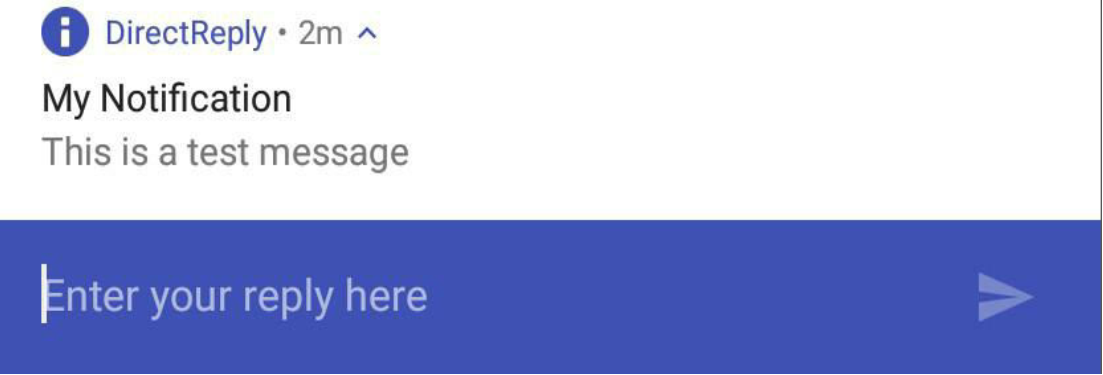 DirectReply • 2m
My Notification
This is a test message
Enter your reply here